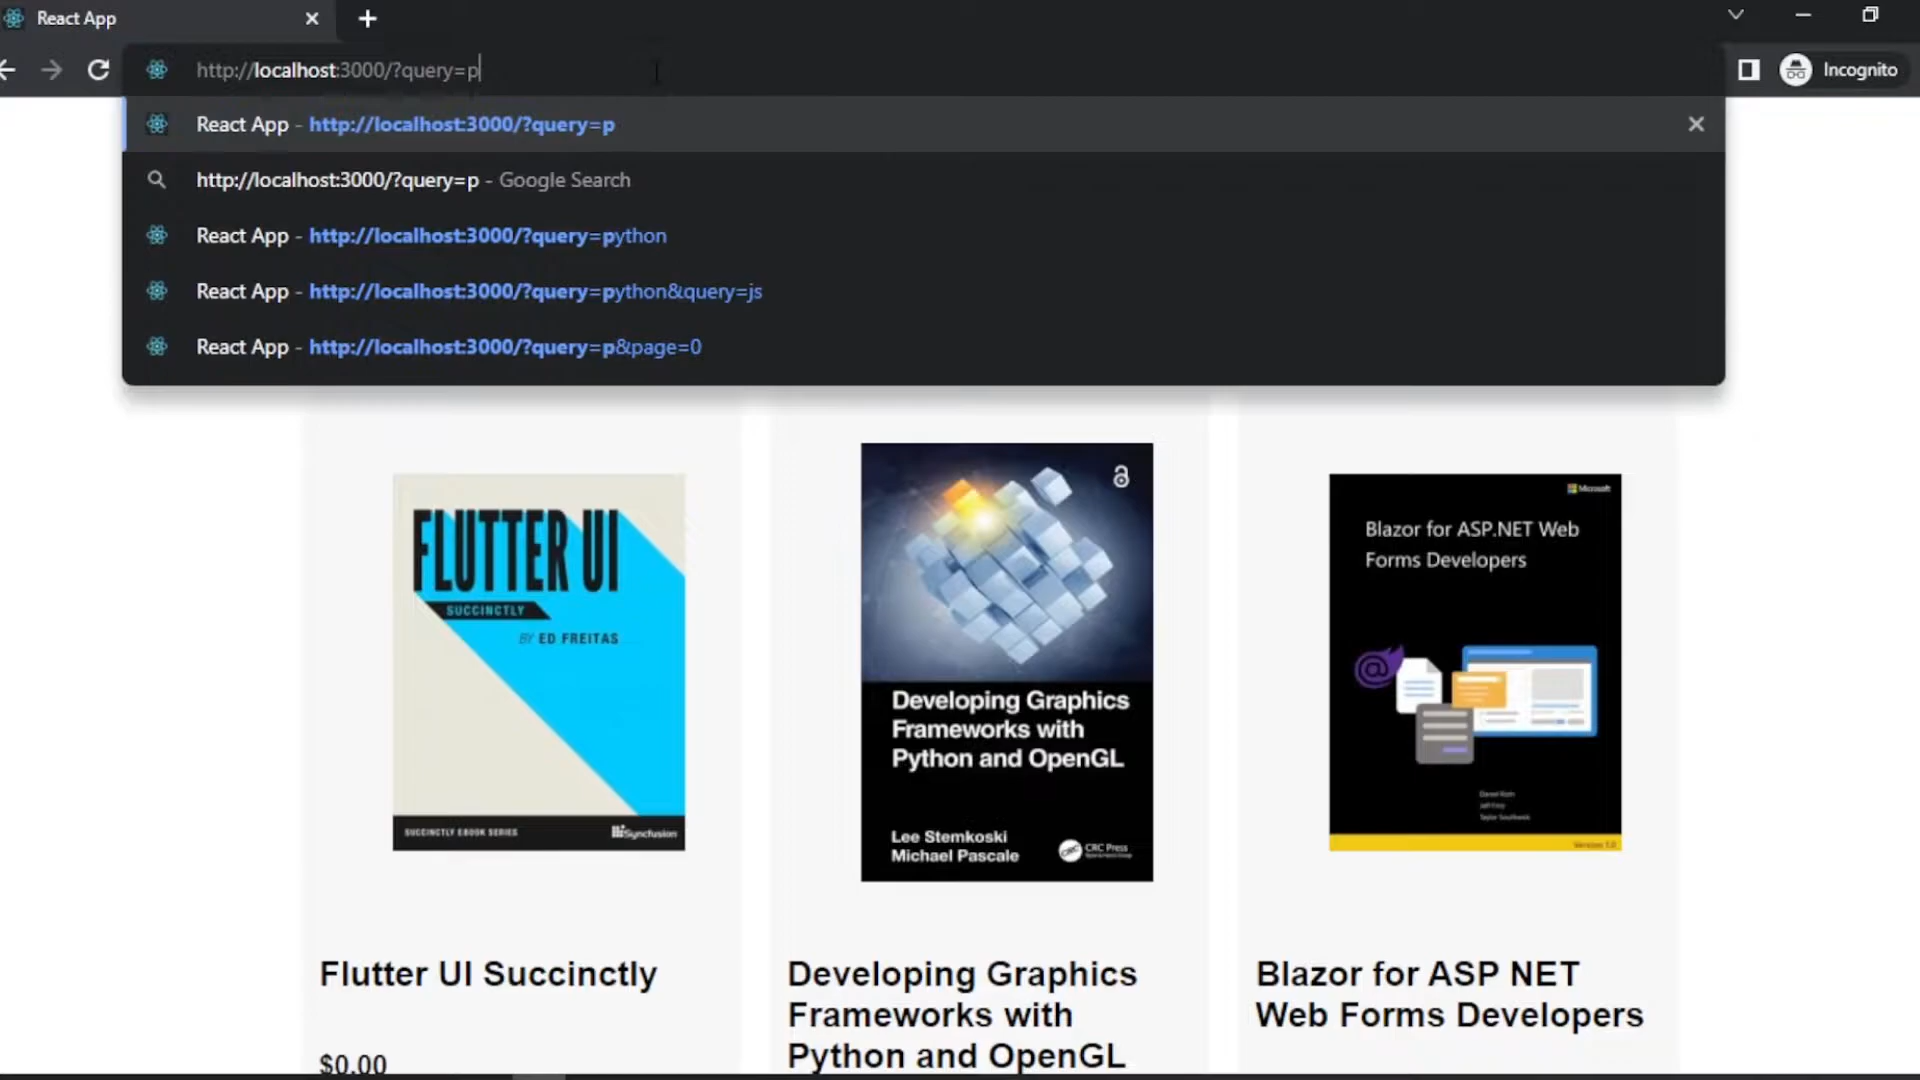 React App
http://localhost:3000/?query=p
Incognito
React App - http://localhost:3000/?query=p
http://localhost:3000/?query=p - Google Search
React App - http://localhost:3000/?query=python
React App - http://localhost:3000/?query=python&query=js
React App - http://localhost:3000/?query=p&page=0
FLUTTER UI
SUCCINCTLY
BY ED FREITAS
SUCCINCTLY EBOOK SERIES
Syncfusion
Developing Graphics
Frameworks with
Python and OpenGL
Lee Stemkoski
Michael Pascale
CRC Press
Microsoft
Blazor for ASP.NET Web
Forms Developers
Version 1.0
Flutter UI Succinctly
$0.00
Developing Graphics
Frameworks with
Python and OpenGL
Blazor for ASP NET
Web Forms Developers